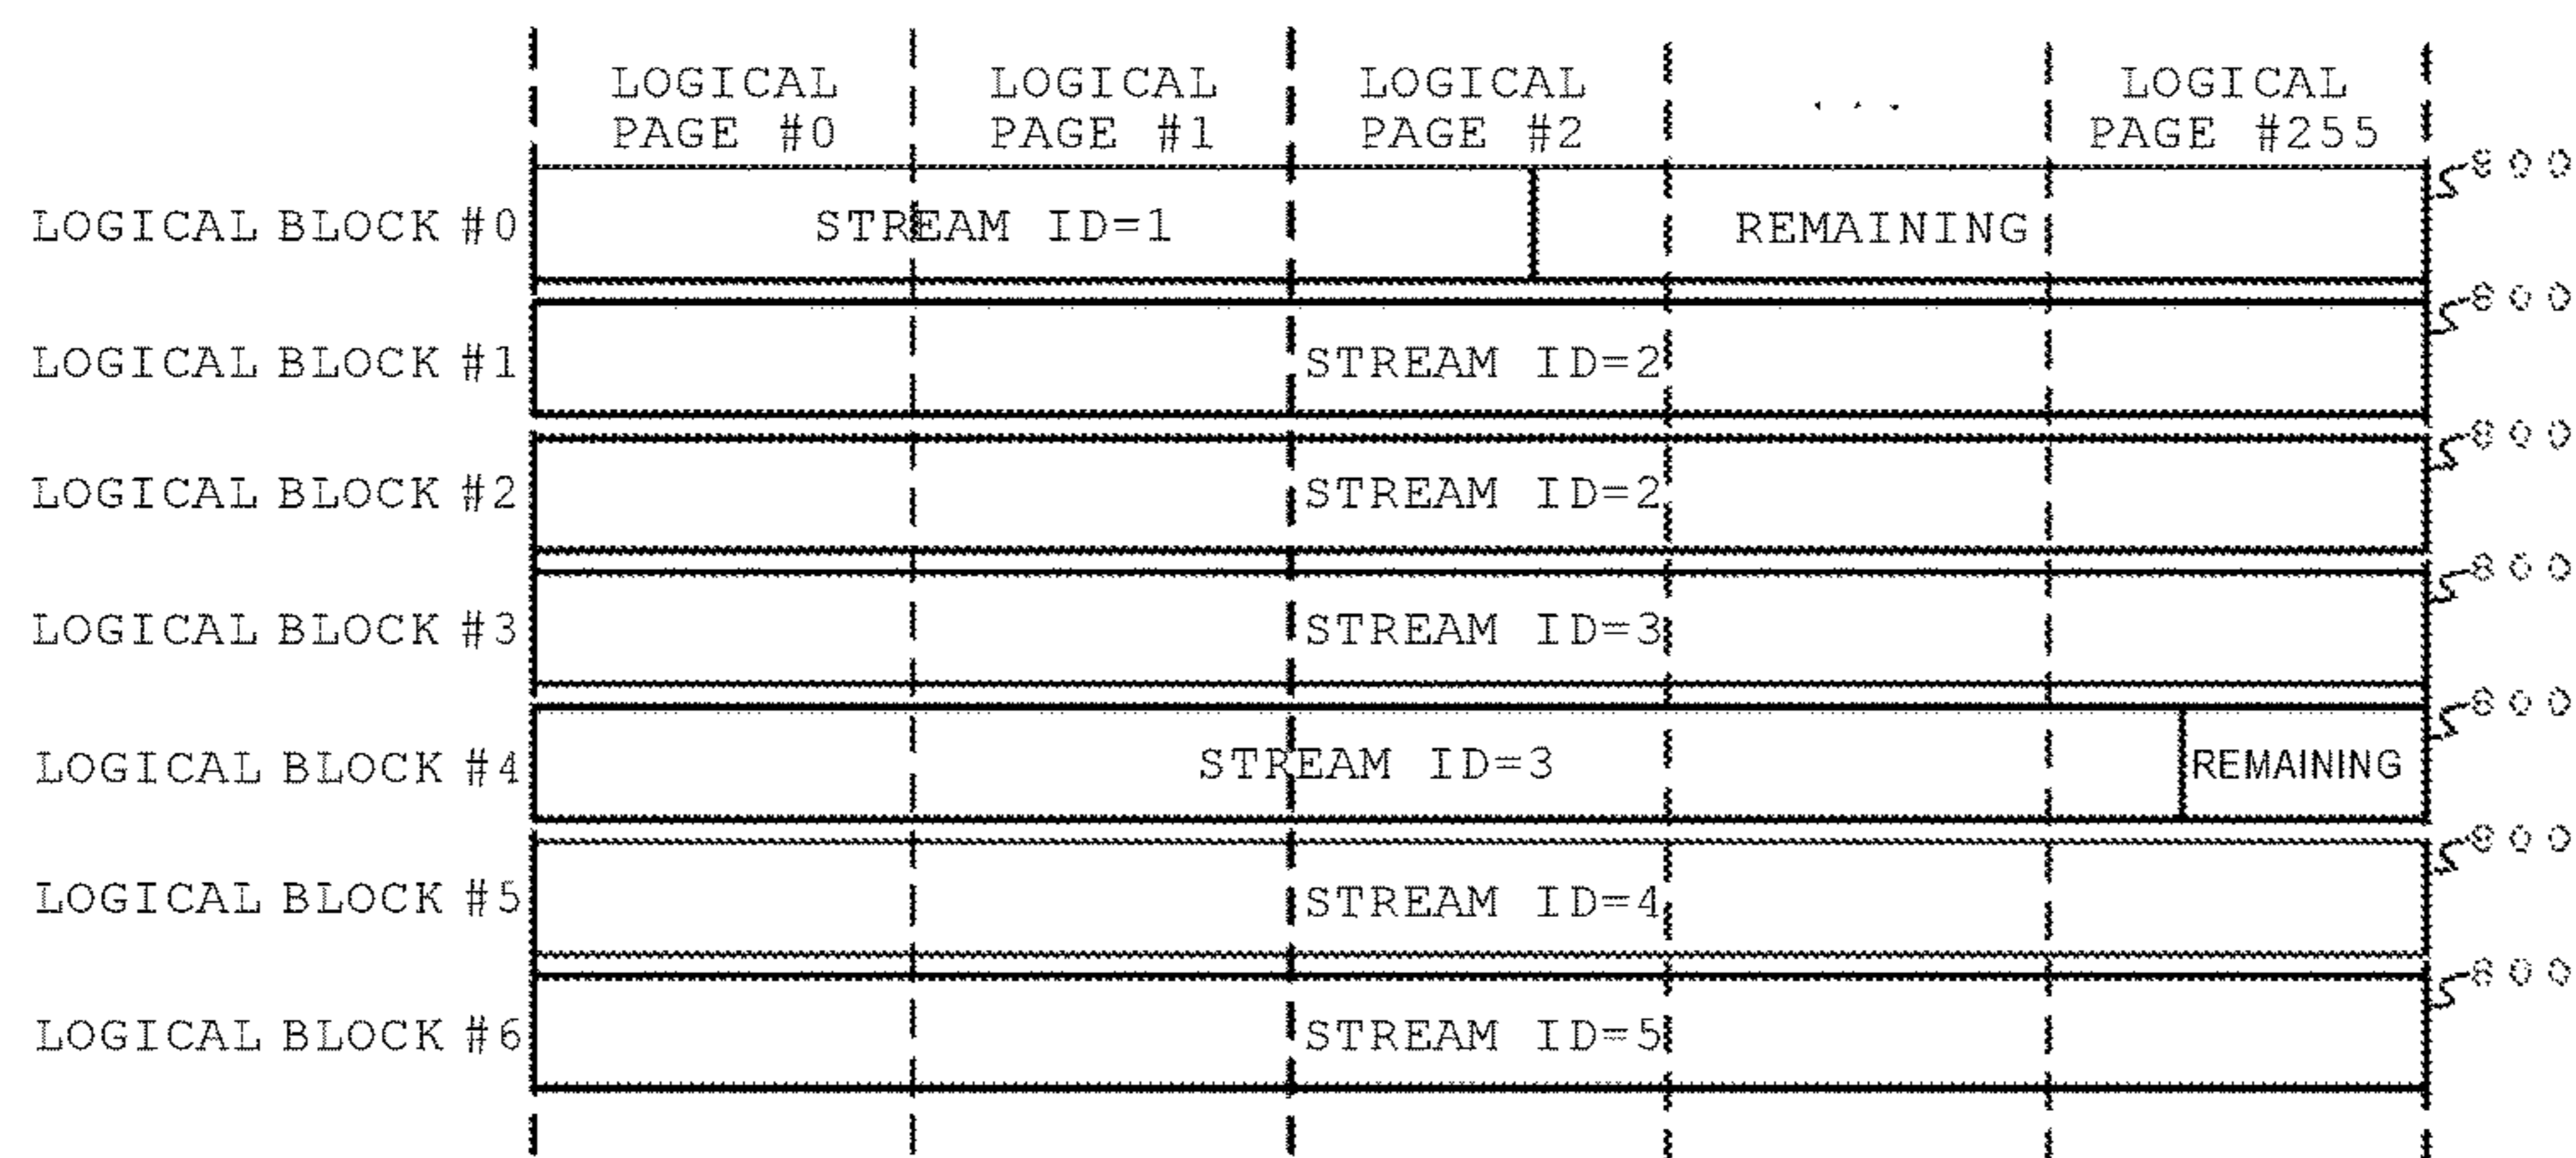 LOGICAL PAGE #0
LOGICAL PAGE #1
LOGICAL PAGE #2
...
LOGICAL PAGE #255
LOGICAL BLOCK #0 STREAM ID=1 REMAINING 800
LOGICAL BLOCK #1 STREAM ID=2 800
LOGICAL BLOCK #2 STREAM ID=2 800
LOGICAL BLOCK #3 STREAM ID=3 800
LOGICAL BLOCK #4 STREAM ID=3 REMAINING 800
LOGICAL BLOCK #5 STREAM ID=4 800
LOGICAL BLOCK #6 STREAM ID=5 800